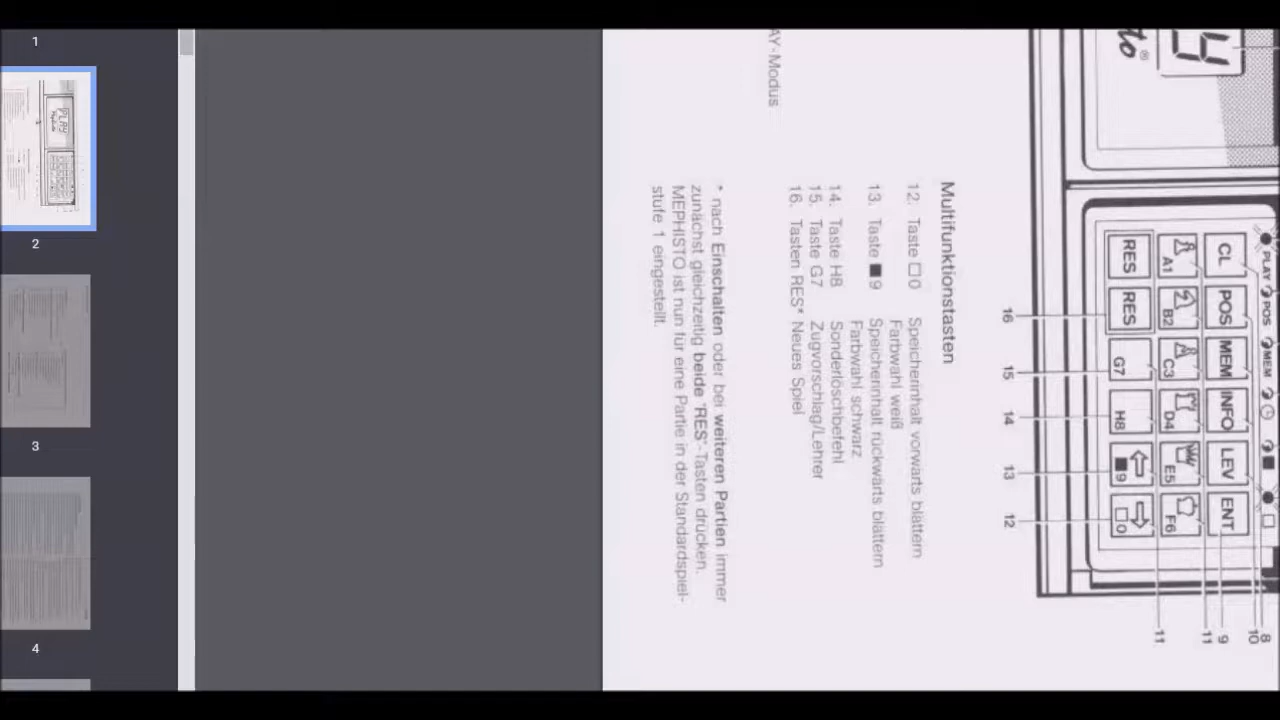 1
2
3
4
AY-Modus
Multifunktionstasten
12. Taste □0 Speicherinhalt vorwärts blättern
Farbwahl weiß
13. Taste ■9 Speicherinhalt rückwärts blättern
Farbwahl schwarz
14. Taste H8 Sonderlöschbefehl
15. Taste G7 Zugvorschlag/Lehrer
16. Tasten RES* Neues Spiel
* nach Einschalten oder bei weiteren Partien immer
zunächst gleichzeitig beide "RES"-Tasten drücken.
MEPHISTO ist nun für eine Partie in der Standardspiel-
stufe 1 eingestellt.
to®
Y
PLAY POS MEM
CL POS MEM INFO LEV ENT
A1 B2 C3 D4 E5 F6
RES RES G7 H8 ■9 □0
16 15 14 13 12
11 11 9 10 8